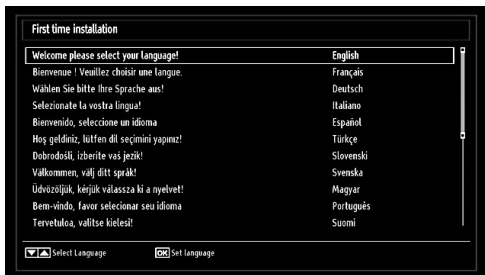 First time installation
Welcome please select your language! English
Bienvenue ! Veuillez choisir une langue. Français
Wählen Sie bitte Ihre Sprache aus! Deutsch
Selezionate la vostra lingua! Italiano
Bienvenido, seleccione un idioma Español
Hoş geldiniz, lütfen dil seçimini yapınız! Türkçe
Dobrodošli, izberite vaš jezik! Slovenski
Välkommen, välj ditt språk! Svenska
Üdvözöljük, kérjük válassza ki a nyelvet! Magyar
Bem-vindo, favor selecionar seu idioma Português
Tervetuloa, valitse kielesi! Suomi
Select Language OK Set language